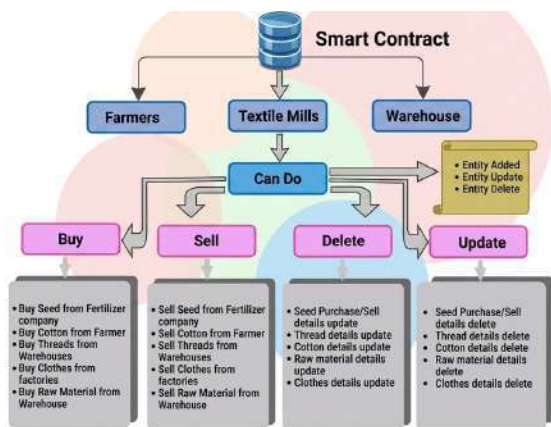 Smart Contract
Farmers
Textile Mills
Warehouse
Can Do
• Entity Added
• Entity Update
• Entity Delete
Buy
Sell
Delete
Update
• Buy Seed from Fertilizer
company
• Buy Cotton from Farmer
• Buy Threads from
Warehouses
• Buy Clothes from
factories
• Buy Raw Material from
Warehouse
• Sell Seed from Fertilizer
company
• Sell Cotton from Farmer
• Sell Threads from
Warehouses
• Sell Clothes from
factories
• Sell Raw Material from
Warehouse
• Seed Purchase/Sell
details update
• Thread details update
• Cotton details update
• Raw material details
update
• Clothes details update
• Seed Purchase/Sell
details delete
• Thread details delete
• Cotton details delete
• Raw material details
delete
• Clothes details delete